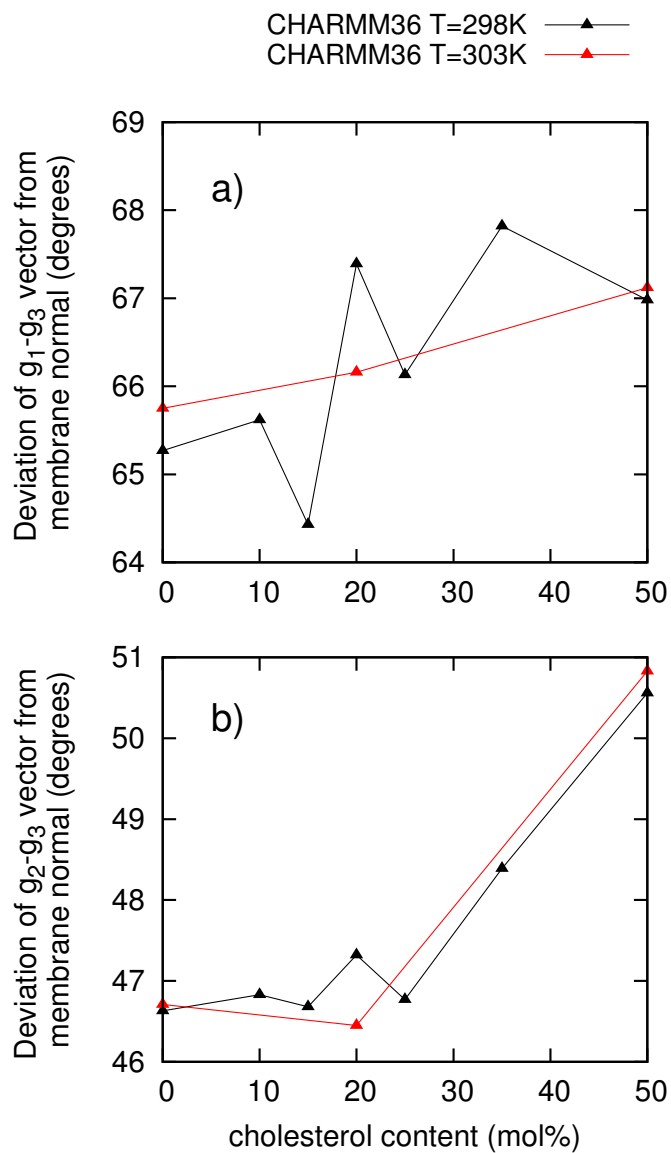 CHARMM36 T=298K
CHARMM36 T=303K
Deviation of g₁-g₃ vector from
membrane normal (degrees)
a)
69
68
67
66
65
64
0 10 20 30 40 50
Deviation of g₂-g₃ vector from
membrane normal (degrees)
b)
51
50
49
48
47
46
0 10 20 30 40 50
cholesterol content (mol%)